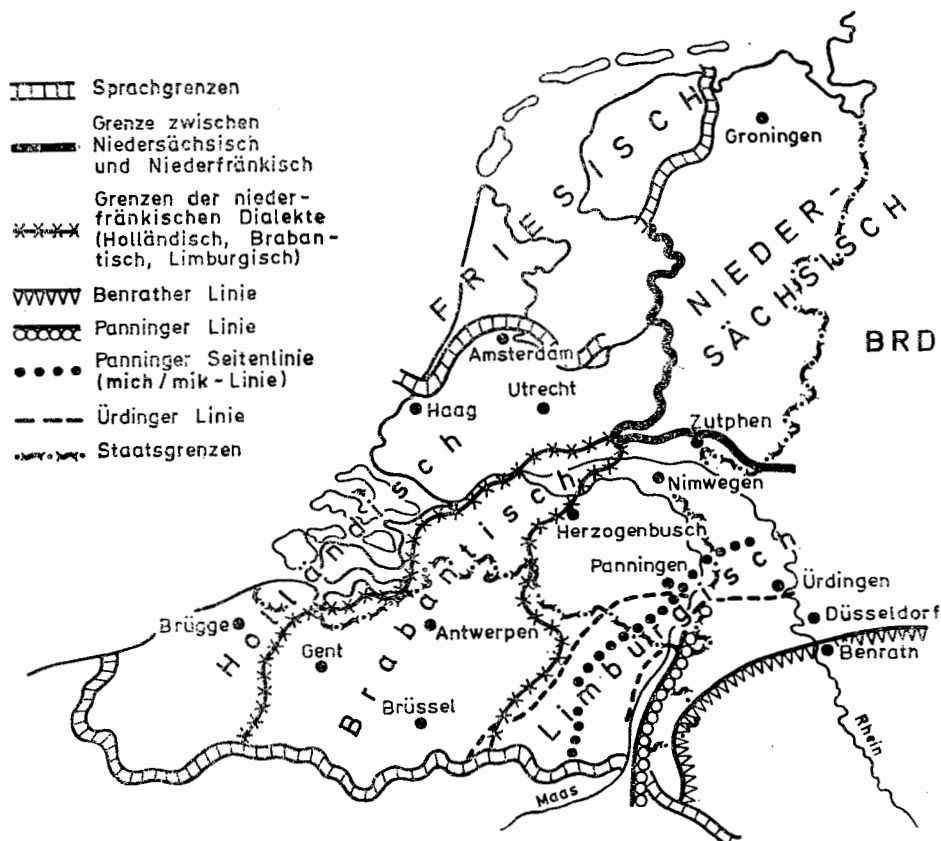 Sprachgrenzen
Grenze zwischen
Niedersächsisch
und Niederfränkisch
Grenzen der nieder-
fränkischen Dialekte
(Holländisch, Braban-
tisch, Limburgisch)
Benrather Linie
Panninger Linie
Panninger Seitenlinie
(mich/mik-Linie)
Ürdinger Linie
Staatsgrenzen
FRIESISCH
Groningen
NIEDER-
SÄCHSISCH
BRD
Amsterdam
Haag
Utrecht
Zutphen
Nimwegen
Holländisch
Brabantisch
Herzogenbusch
Panningen
Limburgisch
Ürdingen
Düsseldorf
Benrath
Brügge
Gent
Antwerpen
Brüssel
Maas
Rhein